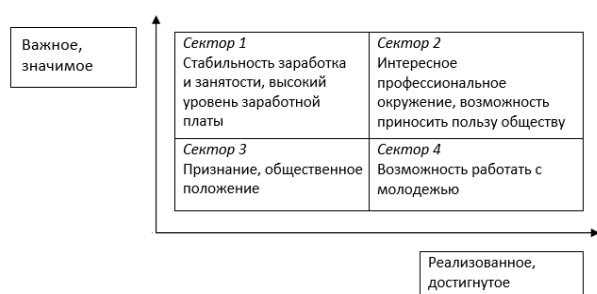 Важное,
значимое
Сектор 1
Стабильность заработка
и занятости, высокий
уровень заработной
платы
Сектор 2
Интересное
профессиональное
окружение, возможность
приносить пользу обществу
Сектор 3
Признание, общественное
положение
Сектор 4
Возможность работать с
молодежью
Реализованное,
достигнутое